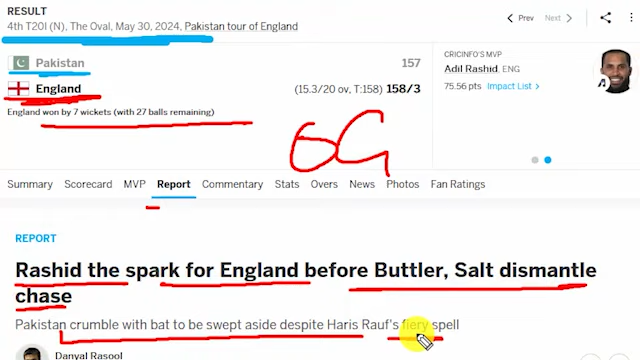 RESULT
4th T20I (N), The Oval, May 30, 2024, Pakistan tour of England
Prev Next
Pakistan 157
England (15.3/20 ov, T:158) 158/3
England won by 7 wickets (with 27 balls remaining)
CRICINFO'S MVP
Adil Rashid, ENG
75.56 pts Impact List
OG
Summary Scorecard MVP Report Commentary Stats Overs News Photos Fan Ratings
REPORT
Rashid the spark for England before Buttler, Salt dismantle
chase
Pakistan crumble with bat to be swept aside despite Haris Rauf's fiery spell
Danyal Rasool